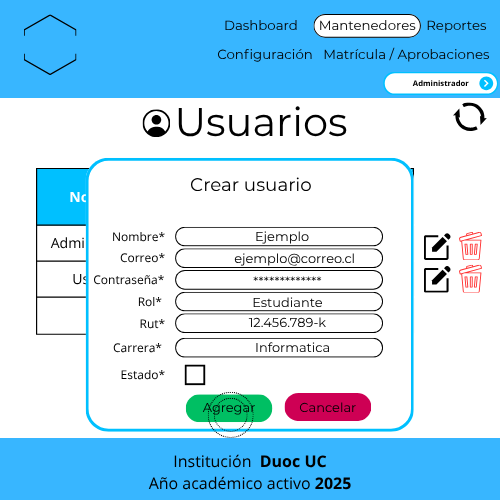 Dashboard Mantenedores Reportes
Configuración Matrícula / Aprobaciones
Administrador
Usuarios
Crear usuario
Nombre* Ejemplo
Correo* ejemplo@correo.cl
Contraseña* *************
Rol* Estudiante
Rut* 12.456.789-k
Carrera* Informatica
Estado*
Agregar Cancelar
Institución Duoc UC
Año académico activo 2025